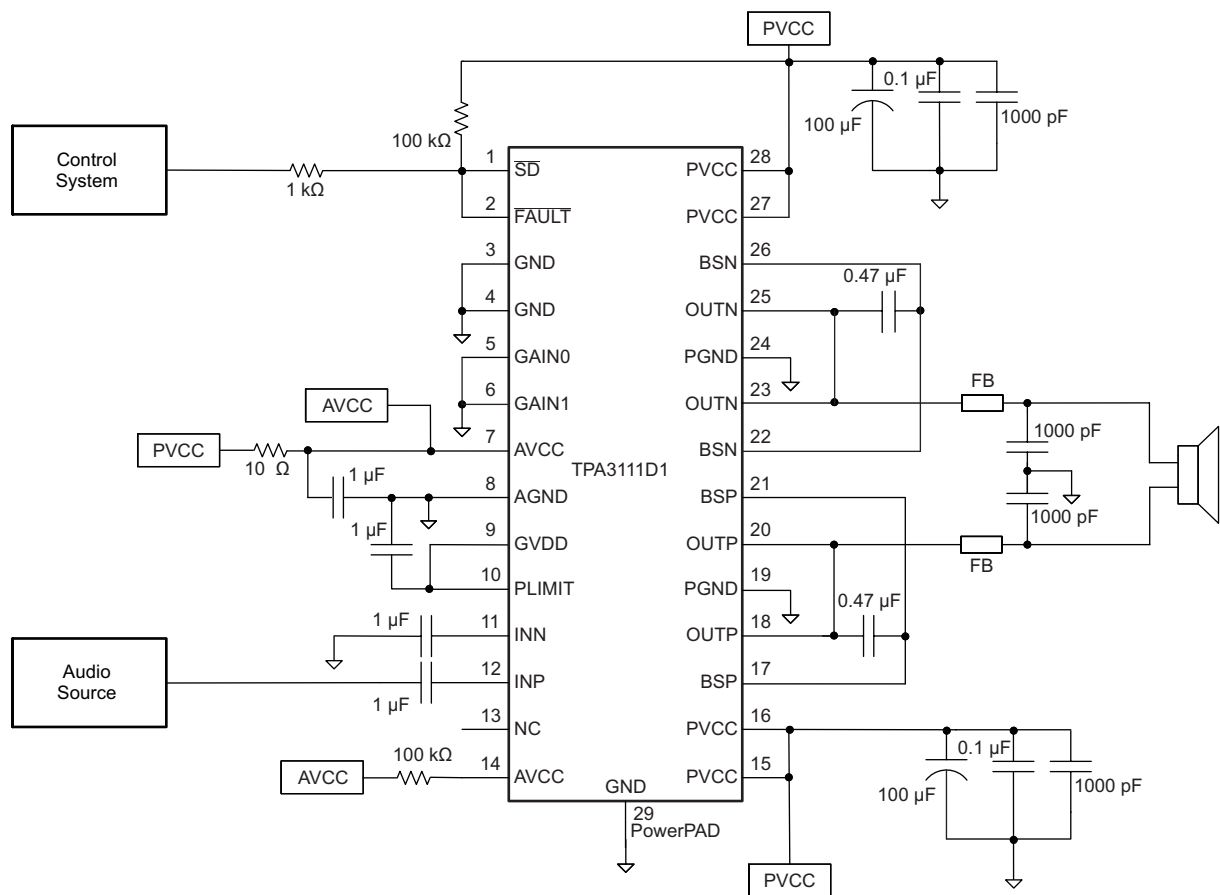 PVCC
0.1 µF
100 µF
1000 pF
Control
System
1 kΩ
100 kΩ
1
SD
2
FAULT
3
GND
4
GND
5
GAIN0
6
GAIN1
AVCC
PVCC
10 Ω
7
AVCC
1 µF
8
AGND
1 µF
9
GVDD
10
PLIMIT
1 µF
11
INN
Audio
Source
12
INP
1 µF
13
NC
AVCC
100 kΩ
14
AVCC
TPA3111D1
GND
29
PowerPAD
28
PVCC
27
PVCC
26
BSN
0.47 µF
25
OUTN
24
PGND
23
OUTN
FB
22
BSN
1000 pF
21
BSP
1000 pF
20
OUTP
FB
19
PGND
0.47 µF
18
OUTP
17
BSP
16
PVCC
15
PVCC
0.1 µF
100 µF
1000 pF
PVCC